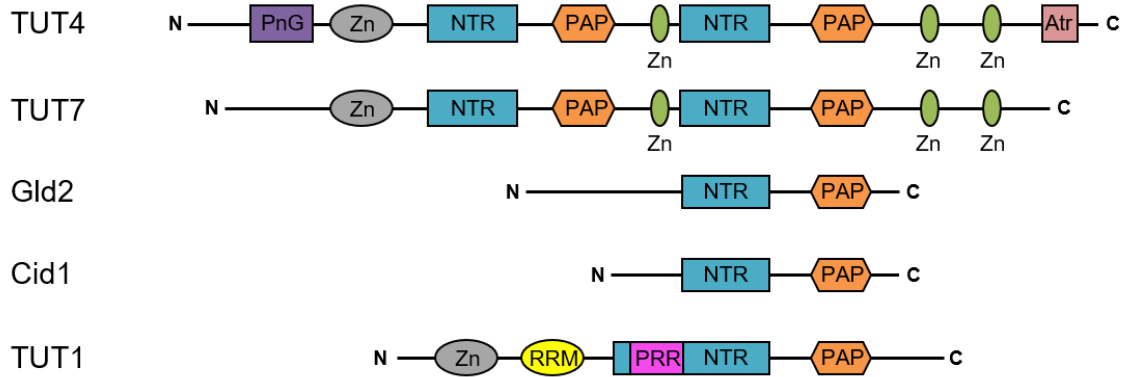 TUT4 N PnG Zn NTR PAP NTR PAP Atr C
Zn Zn Zn
TUT7 N Zn NTR PAP NTR PAP C
Zn Zn Zn
Gld2 N NTR PAP C
Cid1 N NTR PAP C
TUT1 N Zn RRM PRR NTR PAP C